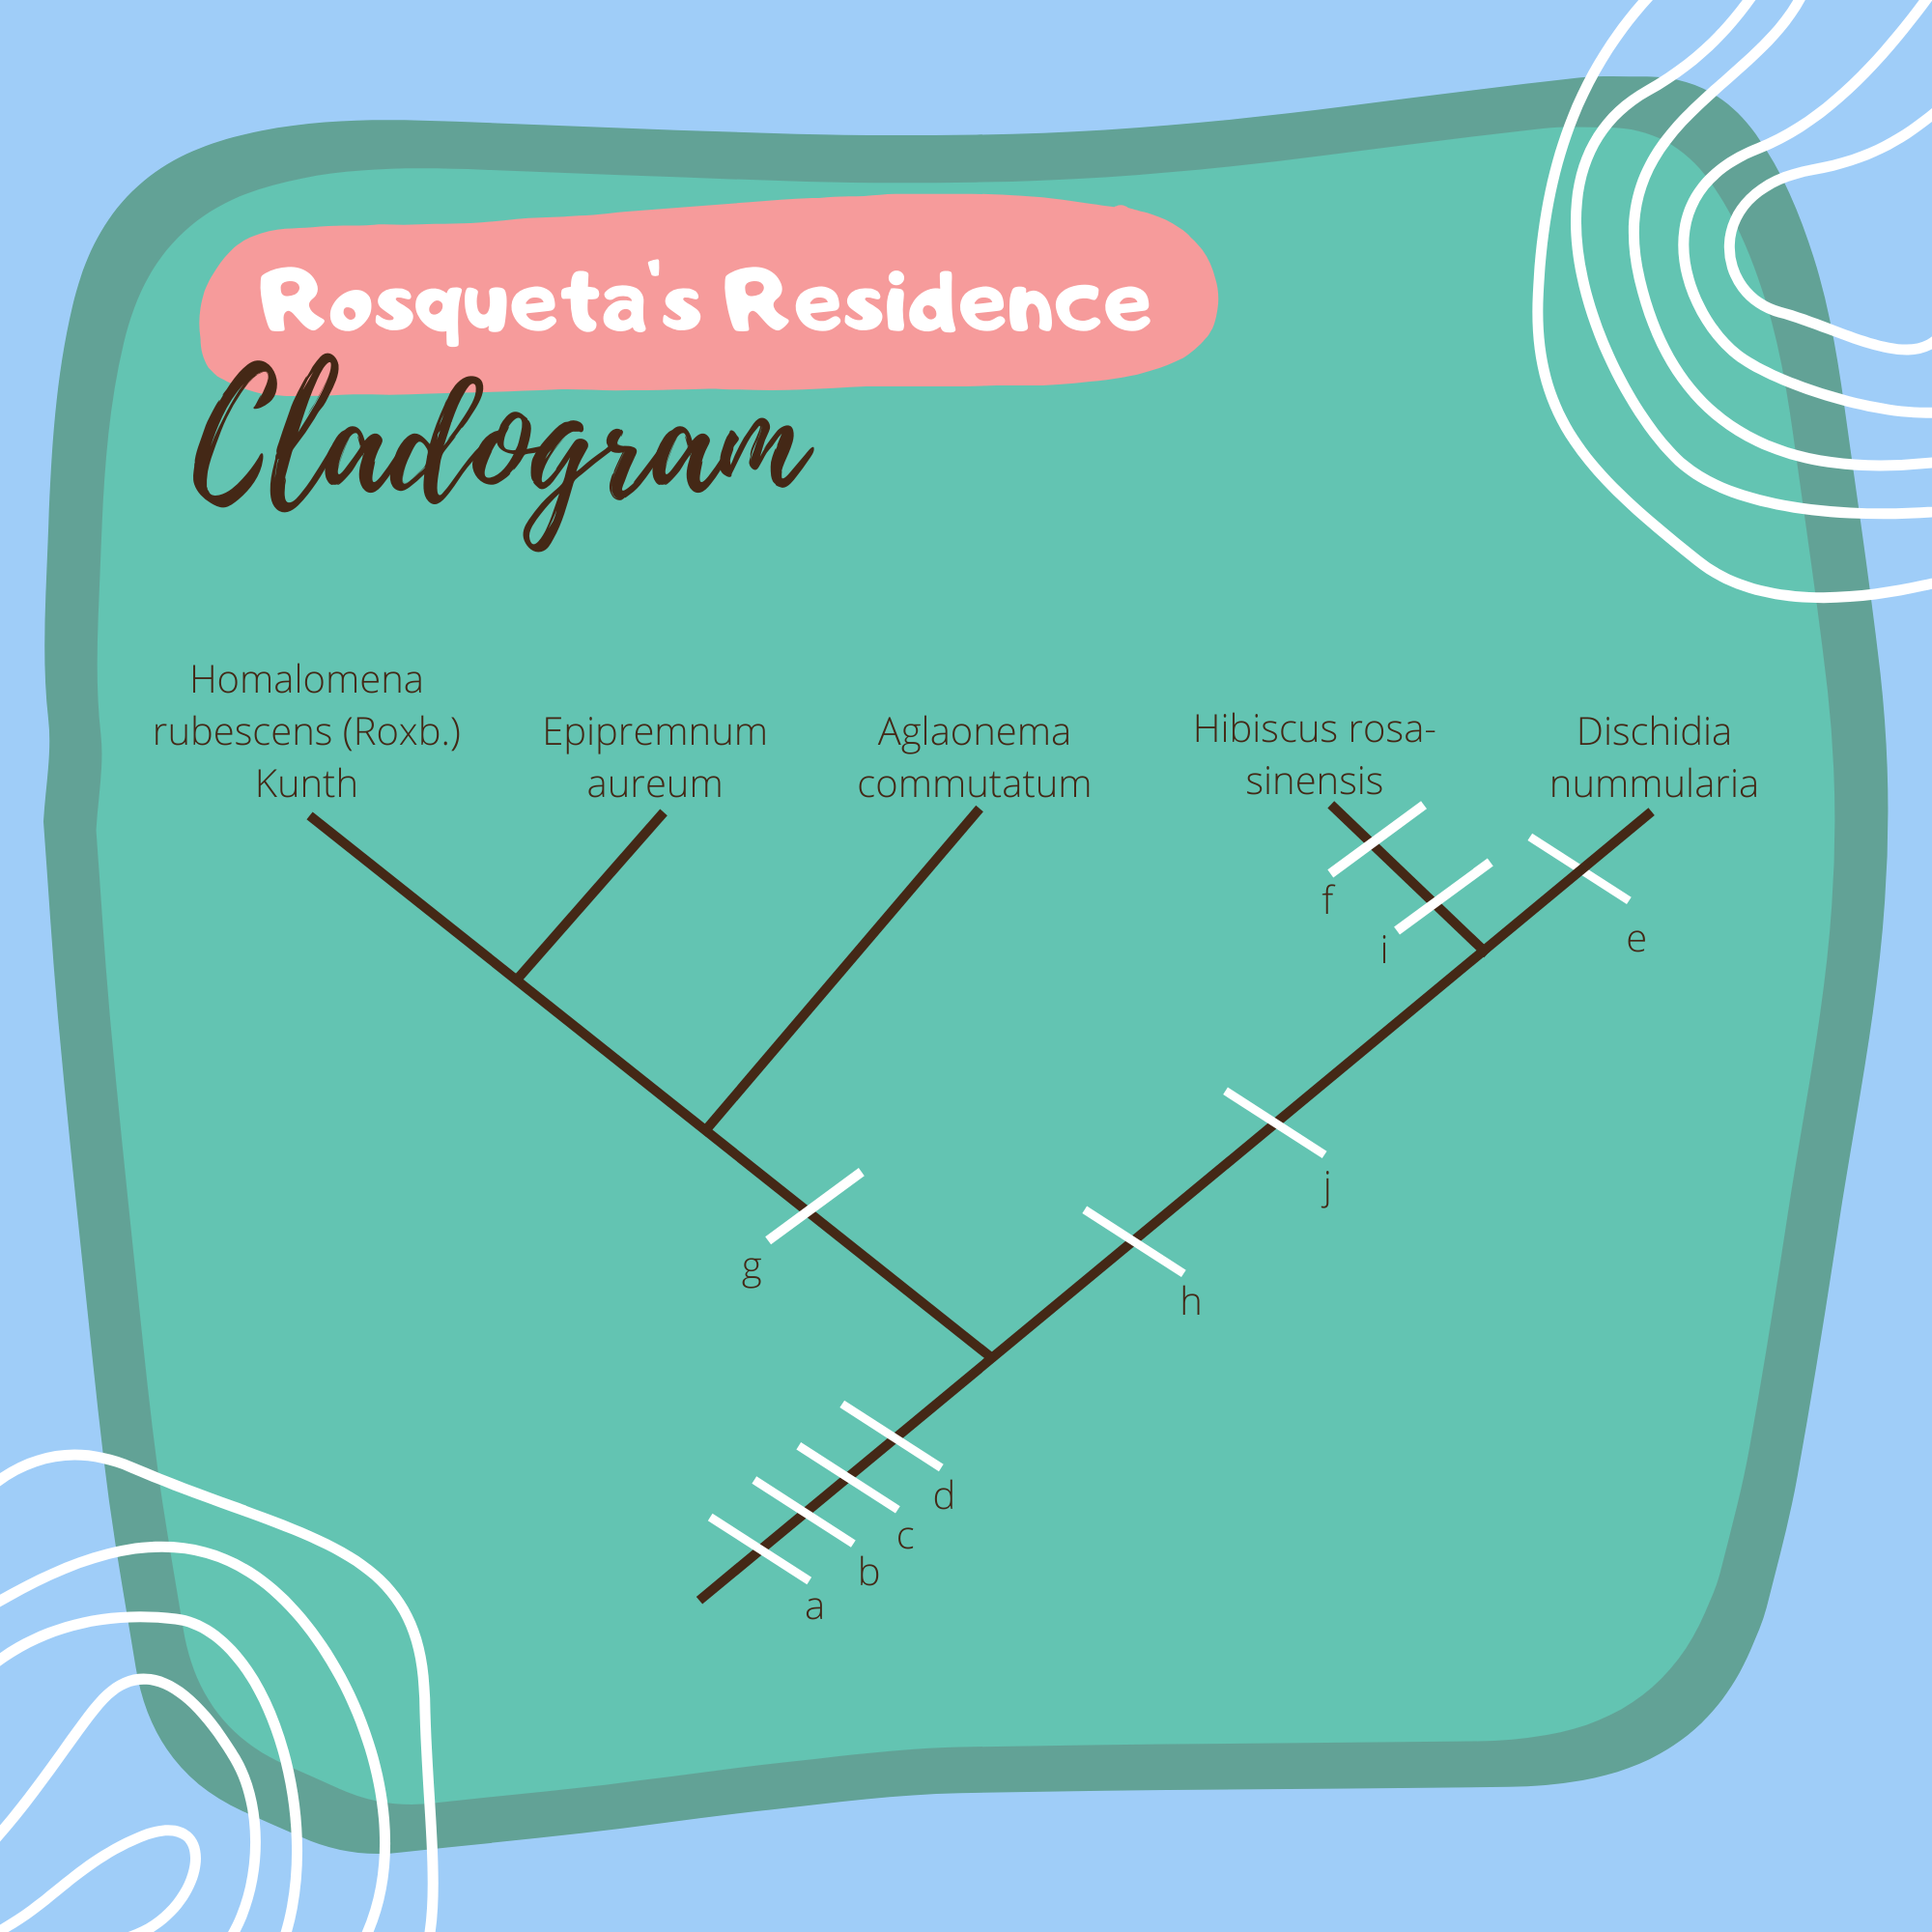 Rosqueta's Residence
Cladogram
Homalomena
rubescens (Roxb.)
Kunth
Epipremnum
aureum
Aglaonema
commutatum
Hibiscus rosa-
sinensis
Dischidia
nummularia
f
i
e
j
g
h
d
c
b
a